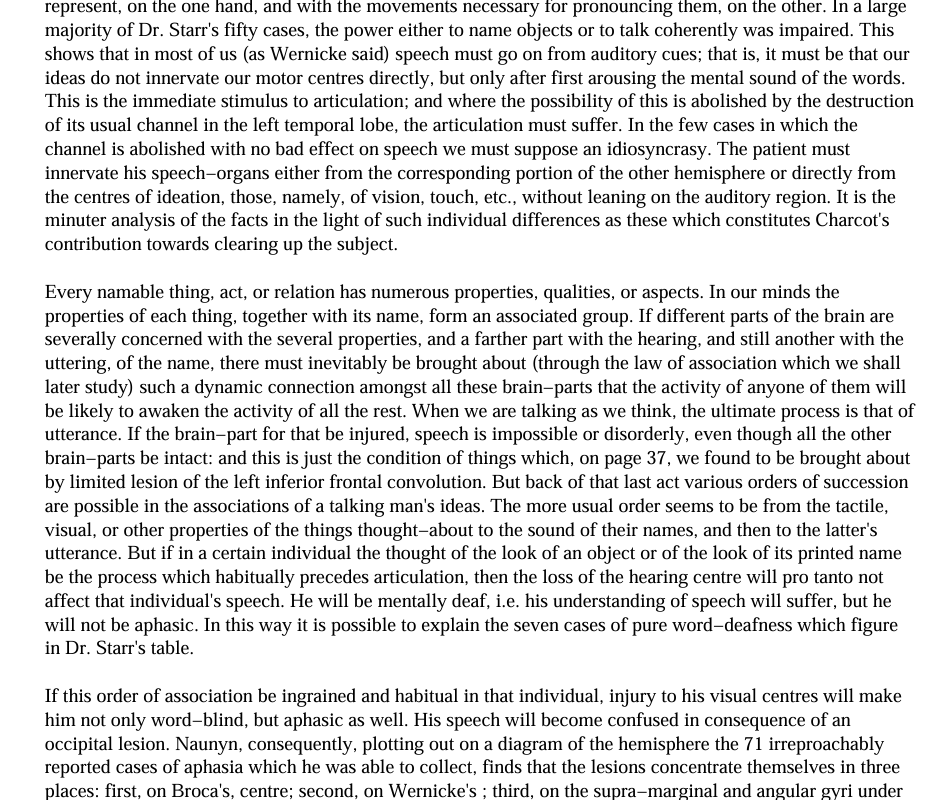 represent, on the one hand, and with the movements necessary for pronouncing them, on the other. In a large
majority of Dr. Starr's fifty cases, the power either to name objects or to talk coherently was impaired. This
shows that in most of us (as Wernicke said) speech must go on from auditory cues; that is, it must be that our
ideas do not innervate our motor centres directly, but only after first arousing the mental sound of the words.
This is the immediate stimulus to articulation; and where the possibility of this is abolished by the destruction
of its usual channel in the left temporal lobe, the articulation must suffer. In the few cases in which the
channel is abolished with no bad effect on speech we must suppose an idiosyncrasy. The patient must
innervate his speech−organs either from the corresponding portion of the other hemisphere or directly from
the centres of ideation, those, namely, of vision, touch, etc., without leaning on the auditory region. It is the
minuter analysis of the facts in the light of such individual differences as these which constitutes Charcot's
contribution towards clearing up the subject.
Every namable thing, act, or relation has numerous properties, qualities, or aspects. In our minds the
properties of each thing, together with its name, form an associated group. If different parts of the brain are
severally concerned with the several properties, and a farther part with the hearing, and still another with the
uttering, of the name, there must inevitably be brought about (through the law of association which we shall
later study) such a dynamic connection amongst all these brain−parts that the activity of anyone of them will
be likely to awaken the activity of all the rest. When we are talking as we think, the ultimate process is that of
utterance. If the brain−part for that be injured, speech is impossible or disorderly, even though all the other
brain−parts be intact: and this is just the condition of things which, on page 37, we found to be brought about
by limited lesion of the left inferior frontal convolution. But back of that last act various orders of succession
are possible in the associations of a talking man's ideas. The more usual order seems to be from the tactile,
visual, or other properties of the things thought−about to the sound of their names, and then to the latter's
utterance. But if in a certain individual the thought of the look of an object or of the look of its printed name
be the process which habitually precedes articulation, then the loss of the hearing centre will pro tanto not
affect that individual's speech. He will be mentally deaf, i.e. his understanding of speech will suffer, but he
will not be aphasic. In this way it is possible to explain the seven cases of pure word−deafness which figure
in Dr. Starr's table.
If this order of association be ingrained and habitual in that individual, injury to his visual centres will make
him not only word−blind, but aphasic as well. His speech will become confused in consequence of an
occipital lesion. Naunyn, consequently, plotting out on a diagram of the hemisphere the 71 irreproachably
reported cases of aphasia which he was able to collect, finds that the lesions concentrate themselves in three
places: first, on Broca's, centre; second, on Wernicke's ; third, on the supra−marginal and angular gyri under